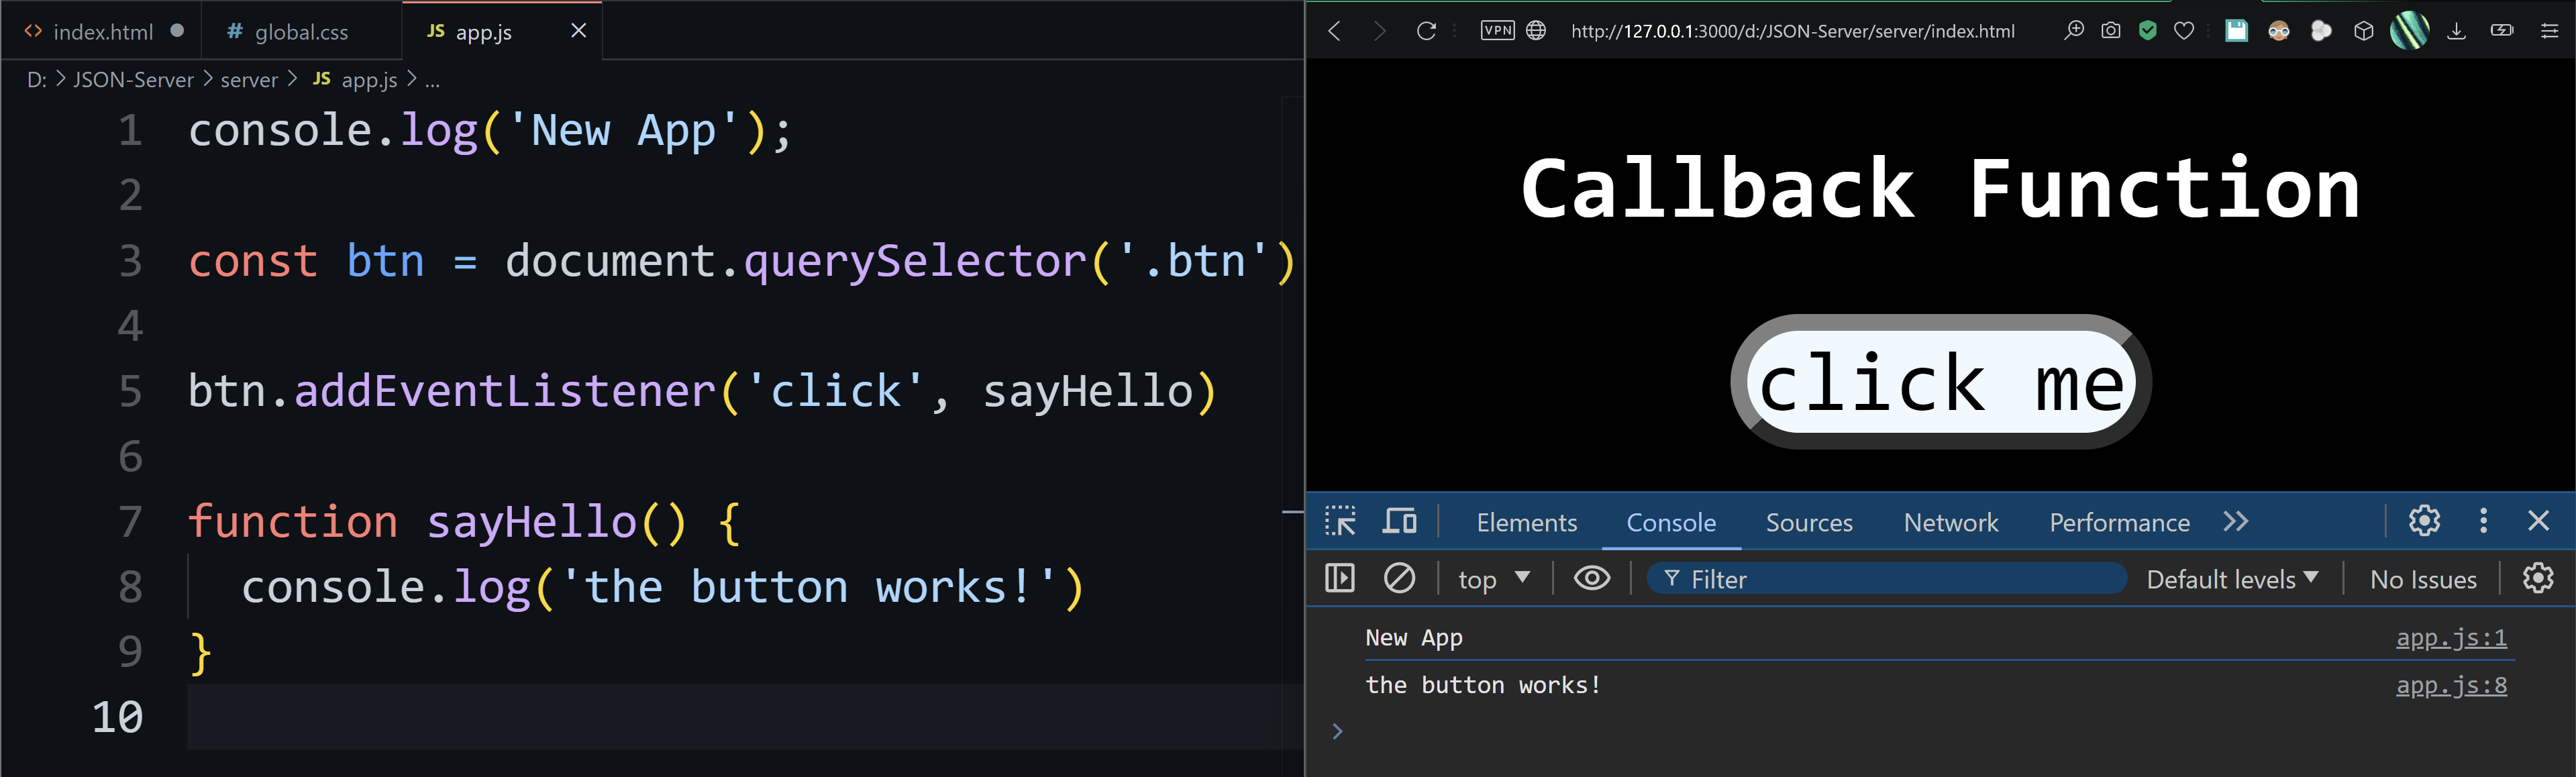 index.html
global.css
JS app.js
D: > JSON-Server > server > JS app.js > ...
1 console.log('New App');
2
3 const btn = document.querySelector('.btn')
4
5 btn.addEventListener('click', sayHello)
6
7 function sayHello() {
8 console.log('the button works!')
9 }
10
VPN http://127.0.0.1:3000/d:/JSON-Server/server/index.html
Callback Function
click me
Elements Console Sources Network Performance
top Filter Default levels No Issues
New App app.js:1
the button works! app.js:8